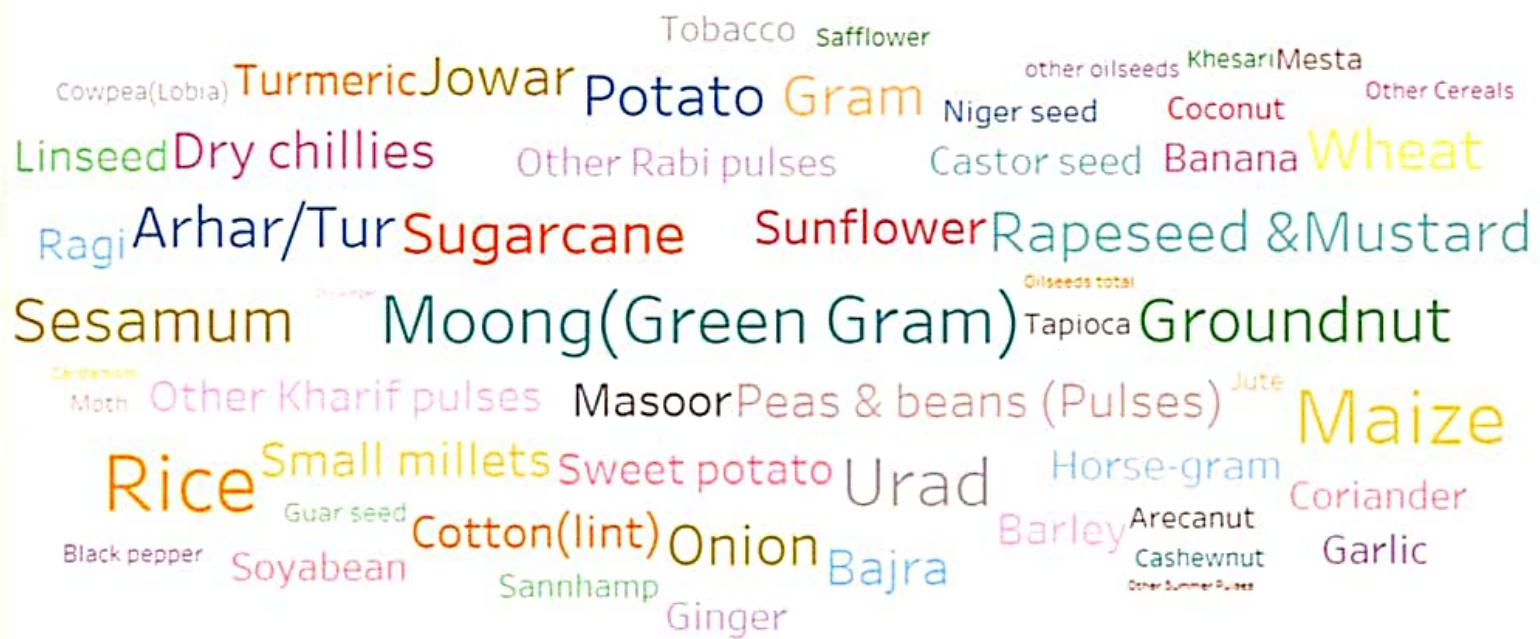 Tobacco Safflower
Cowpea(Lobia) Turmeric Jowar Potato Gram other oilseeds Khesari Mesta
Niger seed Coconut Other Cereals
Linseed Dry chillies Other Rabi pulses Castor seed Banana Wheat
Ragi Arhar/Tur Sugarcane Sunflower Rapeseed &Mustard
Oilseeds total
Sesamum Moong(Green Gram) Tapioca Groundnut
Cardamom
Moth Other Kharif pulses Masoor Peas & beans (Pulses) Jute Maize
Rice Small millets Sweet potato Urad Horse-gram Coriander
Guar seed Cotton(lint) Onion Barley Arecanut
Black pepper Soyabean Bajra Cashewnut Garlic
Sannhamp Other Summer Pulses
Ginger